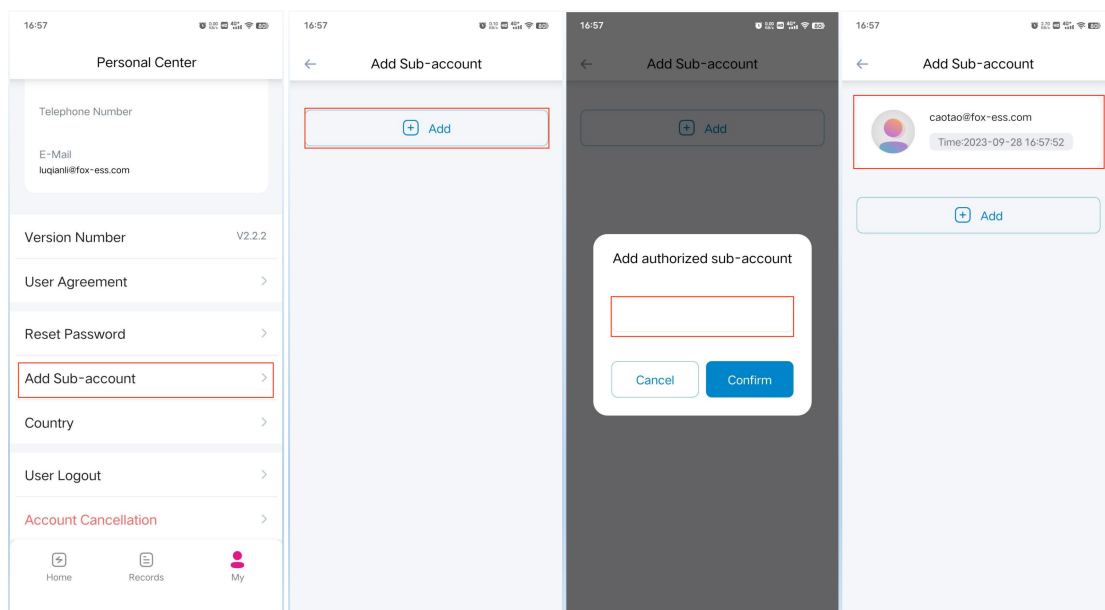 16:57
Personal Center
Telephone Number
E-Mail
luqianli@fox-ess.com
Version Number V2.2.2
User Agreement
Reset Password
Add Sub-account
Country
User Logout
Account Cancellation
Home Records My
16:57
Add Sub-account
Add
16:57
Add Sub-account
Add
Add authorized sub-account
Cancel Confirm
16:57
Add Sub-account
caotao@fox-ess.com
Time:2023-09-28 16:57:52
Add